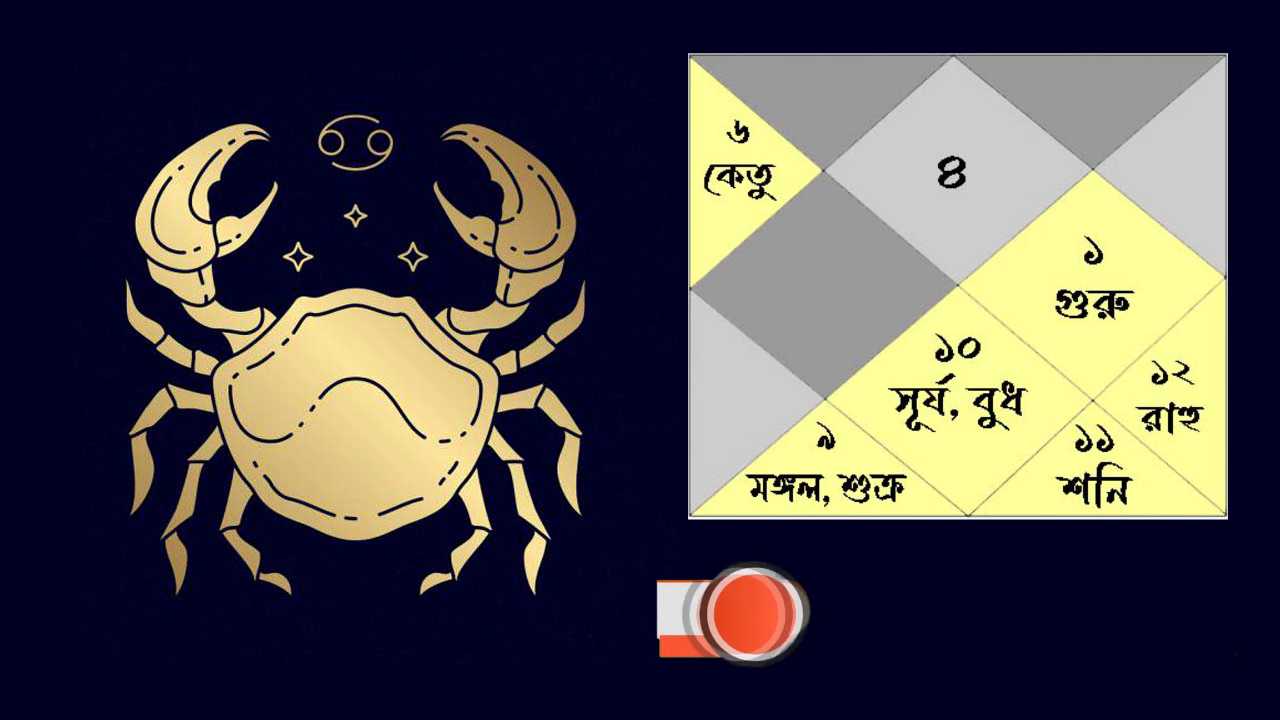 ৬
কেতু
৪
১
গুরু
১০
সূর্য, বুধ
১২
রাহু
৯
মঙ্গল, শুক্র
১১
শনি